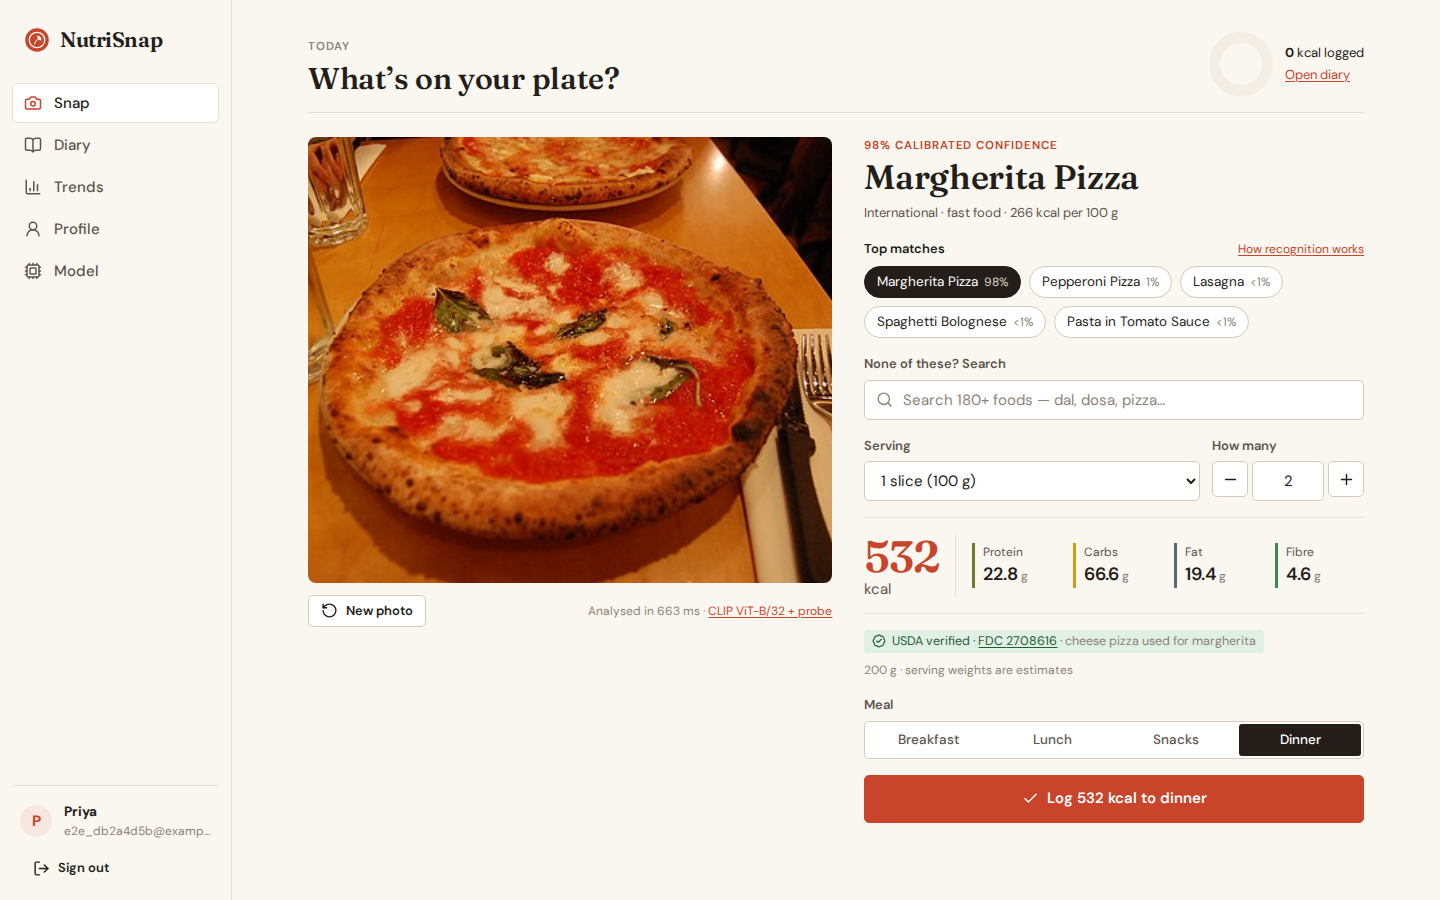 NutriSnap
Snap
Diary
Trends
Profile
Model
P
Priya
e2e_db2a4d5b@examp...
Sign out
TODAY
What’s on your plate?
0 kcal logged
Open diary
New photo
Analysed in 663 ms · CLIP ViT-B/32 + probe
98% CALIBRATED CONFIDENCE
Margherita Pizza
International · fast food · 266 kcal per 100 g
Top matches
How recognition works
Margherita Pizza 98%
Pepperoni Pizza 1%
Lasagna <1%
Spaghetti Bolognese <1%
Pasta in Tomato Sauce <1%
None of these? Search
Search 180+ foods — dal, dosa, pizza…
Serving
How many
1 slice (100 g)
− 2 +
532
kcal
Protein
22.8 g
Carbs
66.6 g
Fat
19.4 g
Fibre
4.6 g
USDA verified · FDC 2708616 · cheese pizza used for margherita
200 g · serving weights are estimates
Meal
Breakfast
Lunch
Snacks
Dinner
Log 532 kcal to dinner